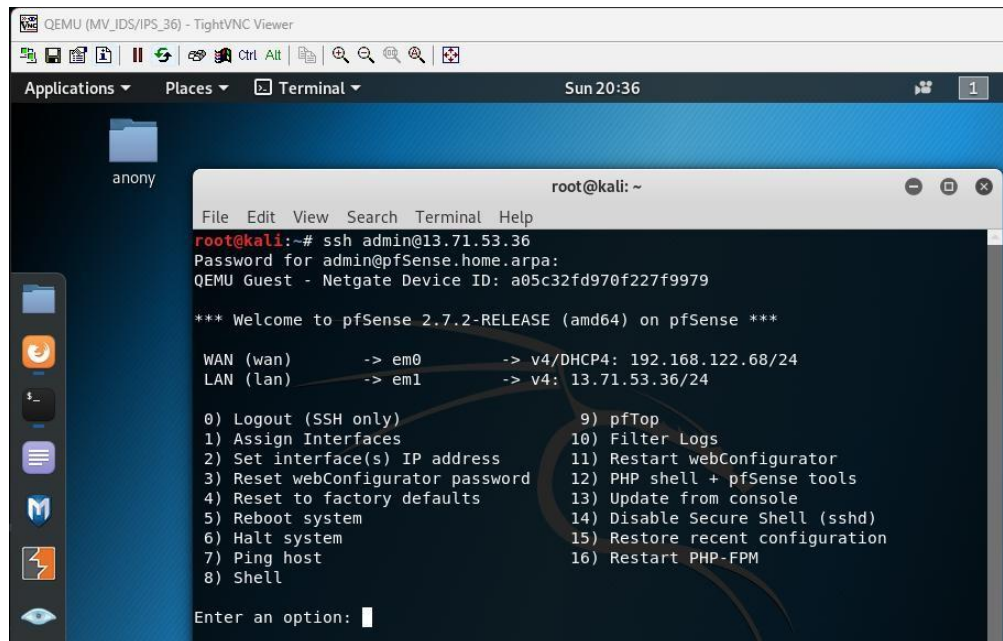 QEMU (MV_IDS/IPS_36) - TightVNC Viewer
Ctrl Alt
Applications Places Terminal Sun 20:36 1
anony
root@kali: ~
File Edit View Search Terminal Help
root@kali:~# ssh admin@13.71.53.36
Password for admin@pfSense.home.arpa:
QEMU Guest - Netgate Device ID: a05c32fd970f227f9979
*** Welcome to pfSense 2.7.2-RELEASE (amd64) on pfSense ***
WAN (wan) -> em0 -> v4/DHCP4: 192.168.122.68/24
LAN (lan) -> em1 -> v4: 13.71.53.36/24
0) Logout (SSH only) 9) pfTop
1) Assign Interfaces 10) Filter Logs
2) Set interface(s) IP address 11) Restart webConfigurator
3) Reset webConfigurator password 12) PHP shell + pfSense tools
4) Reset to factory defaults 13) Update from console
5) Reboot system 14) Disable Secure Shell (sshd)
6) Halt system 15) Restore recent configuration
7) Ping host 16) Restart PHP-FPM
8) Shell
Enter an option: